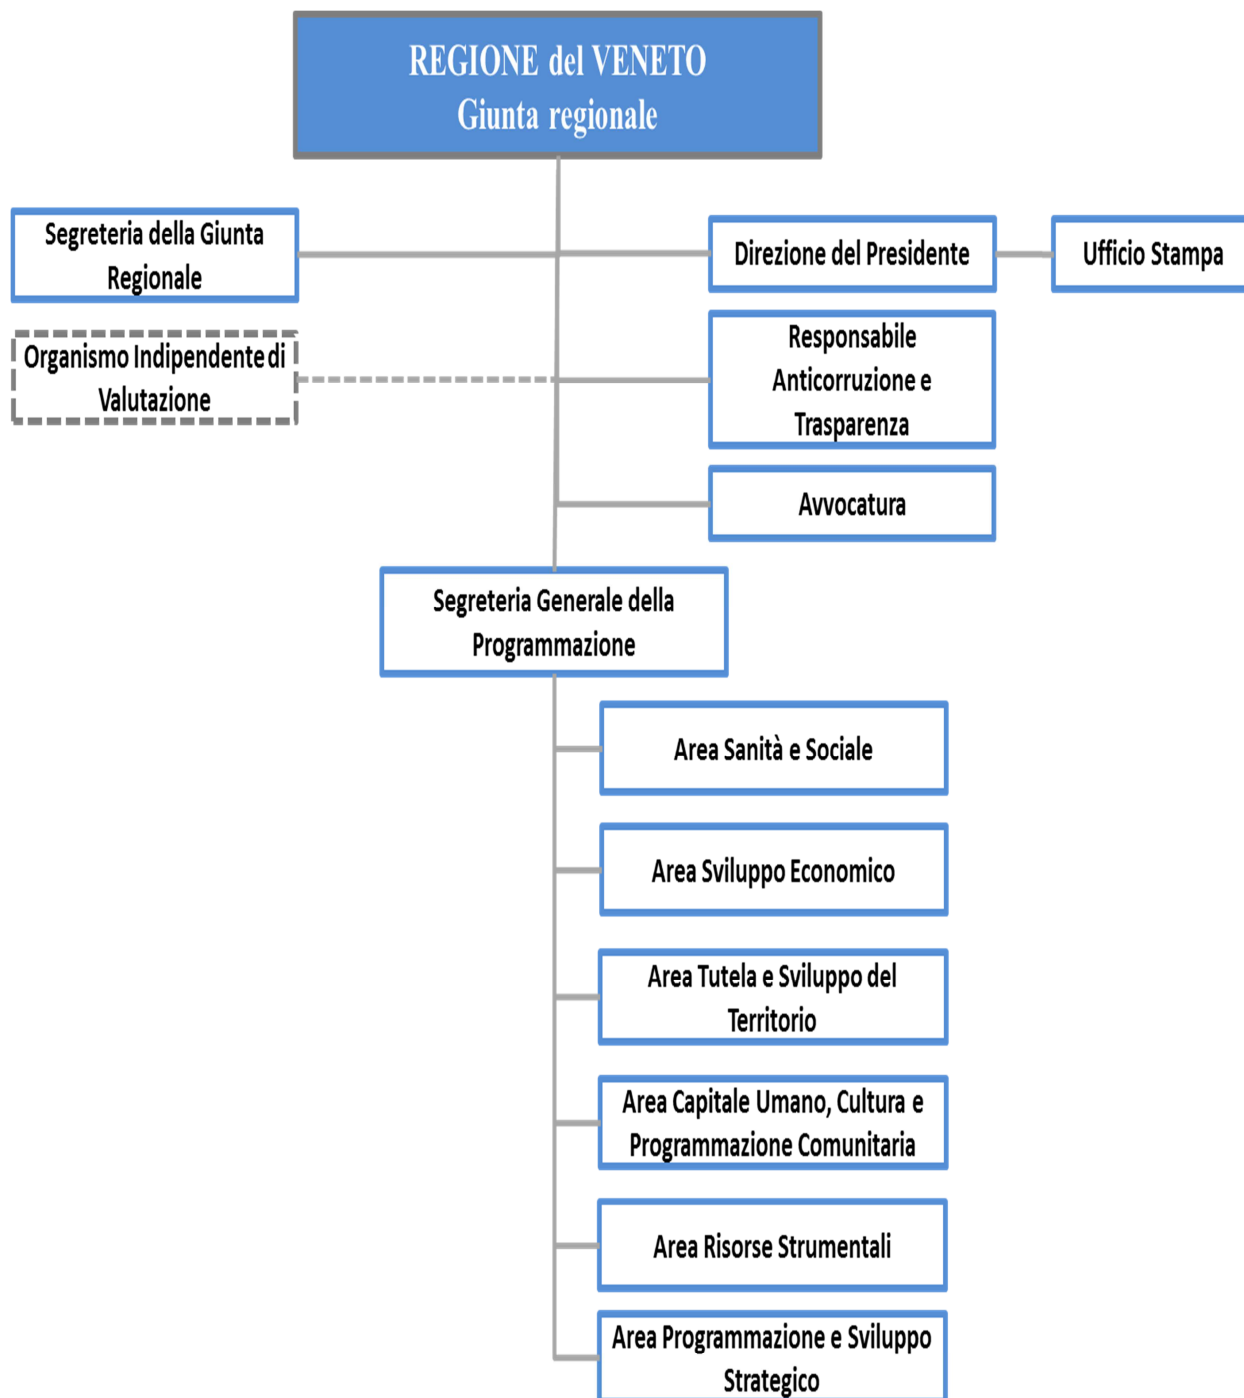 REGIONE del VENETO
Giunta regionale
Segreteria della Giunta
Regionale
Direzione del Presidente
Ufficio Stampa
Organismo Indipendente di
Valutazione
Responsabile
Anticorruzione e
Trasparenza
Avvocatura
Segreteria Generale della
Programmazione
Area Sanità e Sociale
Area Sviluppo Economico
Area Tutela e Sviluppo del
Territorio
Area Capitale Umano, Cultura e
Programmazione Comunitaria
Area Risorse Strumentali
Area Programmazione e Sviluppo
Strategico